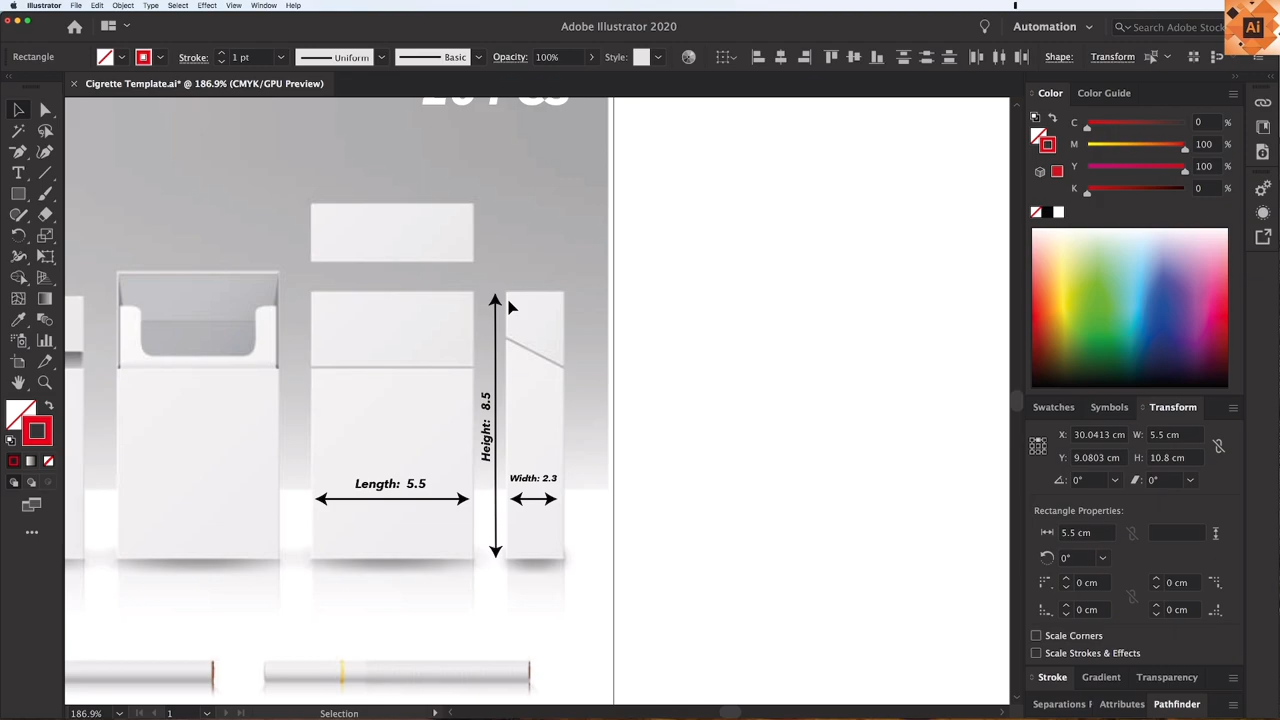 Illustrator File Edit Object Type Select Effect View Window Help
Adobe Illustrator 2020
Automation
Search Adobe Stock
Ai
Rectangle
Stroke: 1 pt
Uniform
Basic
Opacity: 100%
Style:
Shape:
Transform
Cigrette Template.ai* @ 186.9% (CMYK/GPU Preview)
Color Color Guide
C 0 %
M 100 %
Y 100 %
K 0 %
Height: 8.5
Length: 5.5
Width: 2.3
Swatches Symbols Transform
X: 30.0413 cm W: 5.5 cm
Y: 9.0803 cm H: 10.8 cm
0° 0°
Rectangle Properties:
5.5 cm
0°
0 cm 0 cm
0 cm 0 cm
Scale Corners
Scale Strokes & Effects
Stroke Gradient Transparency
Separations Attributes Pathfinder
186.9% 1 Selection